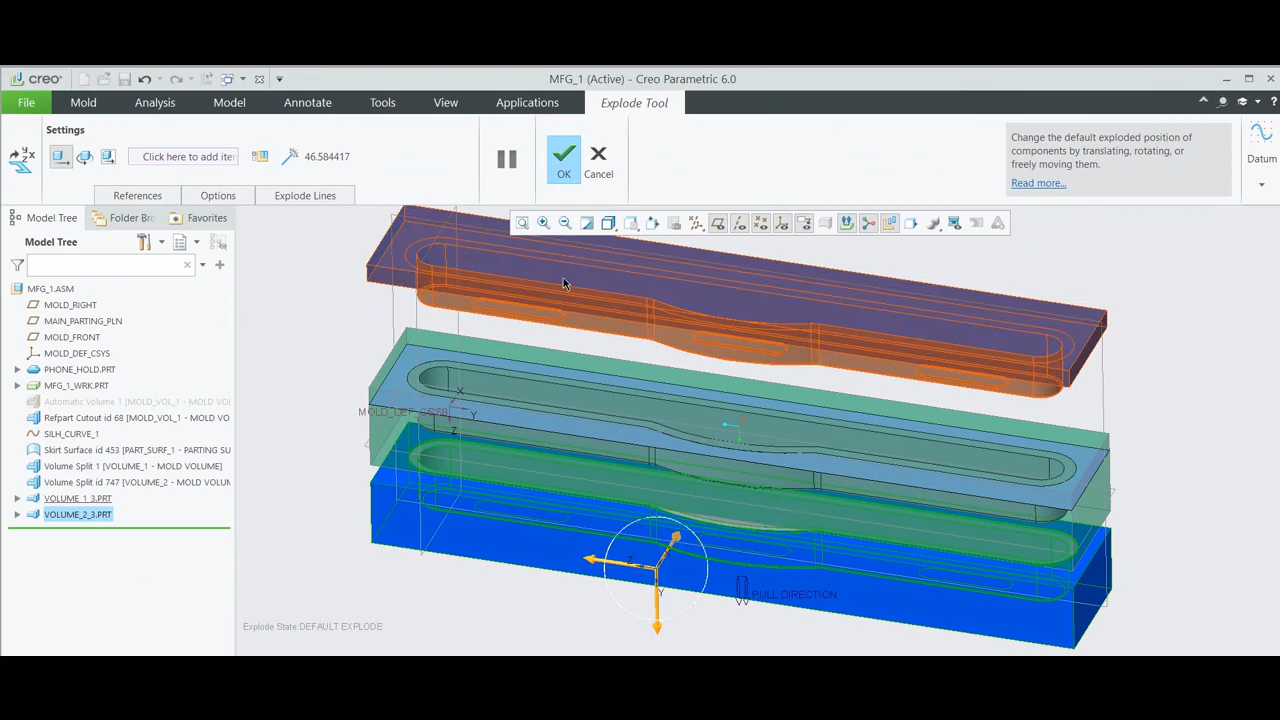 creo
MFG_1 (Active) - Creo Parametric 6.0
File Mold Analysis Model Annotate Tools View Applications Explode Tool
Settings
Click here to add iter
46.584417
OK
Cancel
References Options Explode Lines
Change the default exploded position of
components by translating, rotating, or
freely moving them.
Read more...
Datum
Model Tree Folder Bro Favorites
Model Tree
MFG_1.ASM
MOLD_RIGHT
MAIN_PARTING_PLN
MOLD_FRONT
MOLD_DEF_CSYS
PHONE_HOLD.PRT
MFG_1_WRK.PRT
Automatic Volume 1 [MOLD_VOL_1 - MOLD VO
Refpart Cutout id 68 [MOLD_VOL_1 - MOLD VO
SILH_CURVE_1
Skirt Surface id 453 [PART_SURF_1 - PARTING SU
Volume Split 1 [VOLUME_1 - MOLD VOLUME]
Volume Split id 747 [VOLUME_2 - MOLD VOLUM
VOLUME_1_3.PRT
VOLUME_2_3.PRT
X
Y
Z
Z
Y
PULL DIRECTION
Explode State:DEFAULT EXPLODE